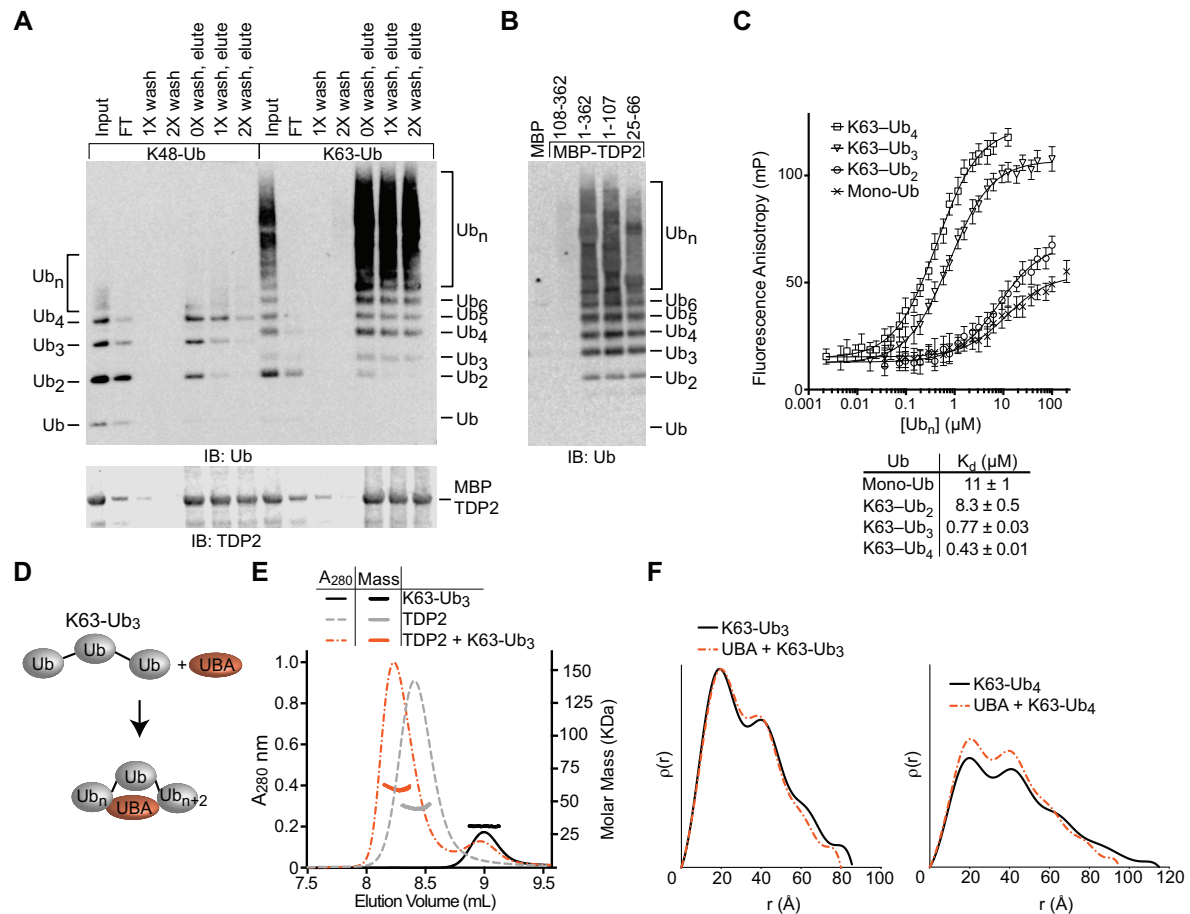 A
Input
FT
1X wash
2X wash
0X wash, elute
1X wash, elute
2X wash, elute
Input
FT
1X wash
2X wash
0X wash, elute
1X wash, elute
2X wash, elute
K48-Ub
K63-Ub
Ubn
Ub4
Ub3
Ub2
Ub
Ubn
Ub6
Ub5
Ub4
Ub3
Ub2
Ub
IB: Ub
MBP
TDP2
IB: TDP2
B
MBP
108-362
1-362
1-107
25-66
MBP-TDP2
Ubn
Ub6
Ub5
Ub4
Ub3
Ub2
Ub
IB: Ub
C
K63–Ub4
K63–Ub3
K63–Ub2
Mono-Ub
Fluorescence Anisotropy (mP)
100
50
0
0.001
0.01
0.1
1
10
100
[Ubn] (µM)
Ub Kd (µM)
Mono-Ub 11 ± 1
K63–Ub2 8.3 ± 0.5
K63–Ub3 0.77 ± 0.03
K63–Ub4 0.43 ± 0.01
D
K63-Ub3
Ub
Ub
Ub
+
UBA
Ub
Ubn
UBA
Ubn+2
E
A280 Mass
K63-Ub3
TDP2
TDP2 + K63-Ub3
A280 nm
1.0
0.8
0.6
0.4
0.2
0
7.5
8
8.5
9
9.5
Elution Volume (mL)
150
125
100
75
50
25
Molar Mass (KDa)
F
K63-Ub3
UBA + K63-Ub3
ρ(r)
0
20
40
60
80
100
r (Å)
K63-Ub4
UBA + K63-Ub4
ρ(r)
0
20
40
60
80
100
120
r (Å)